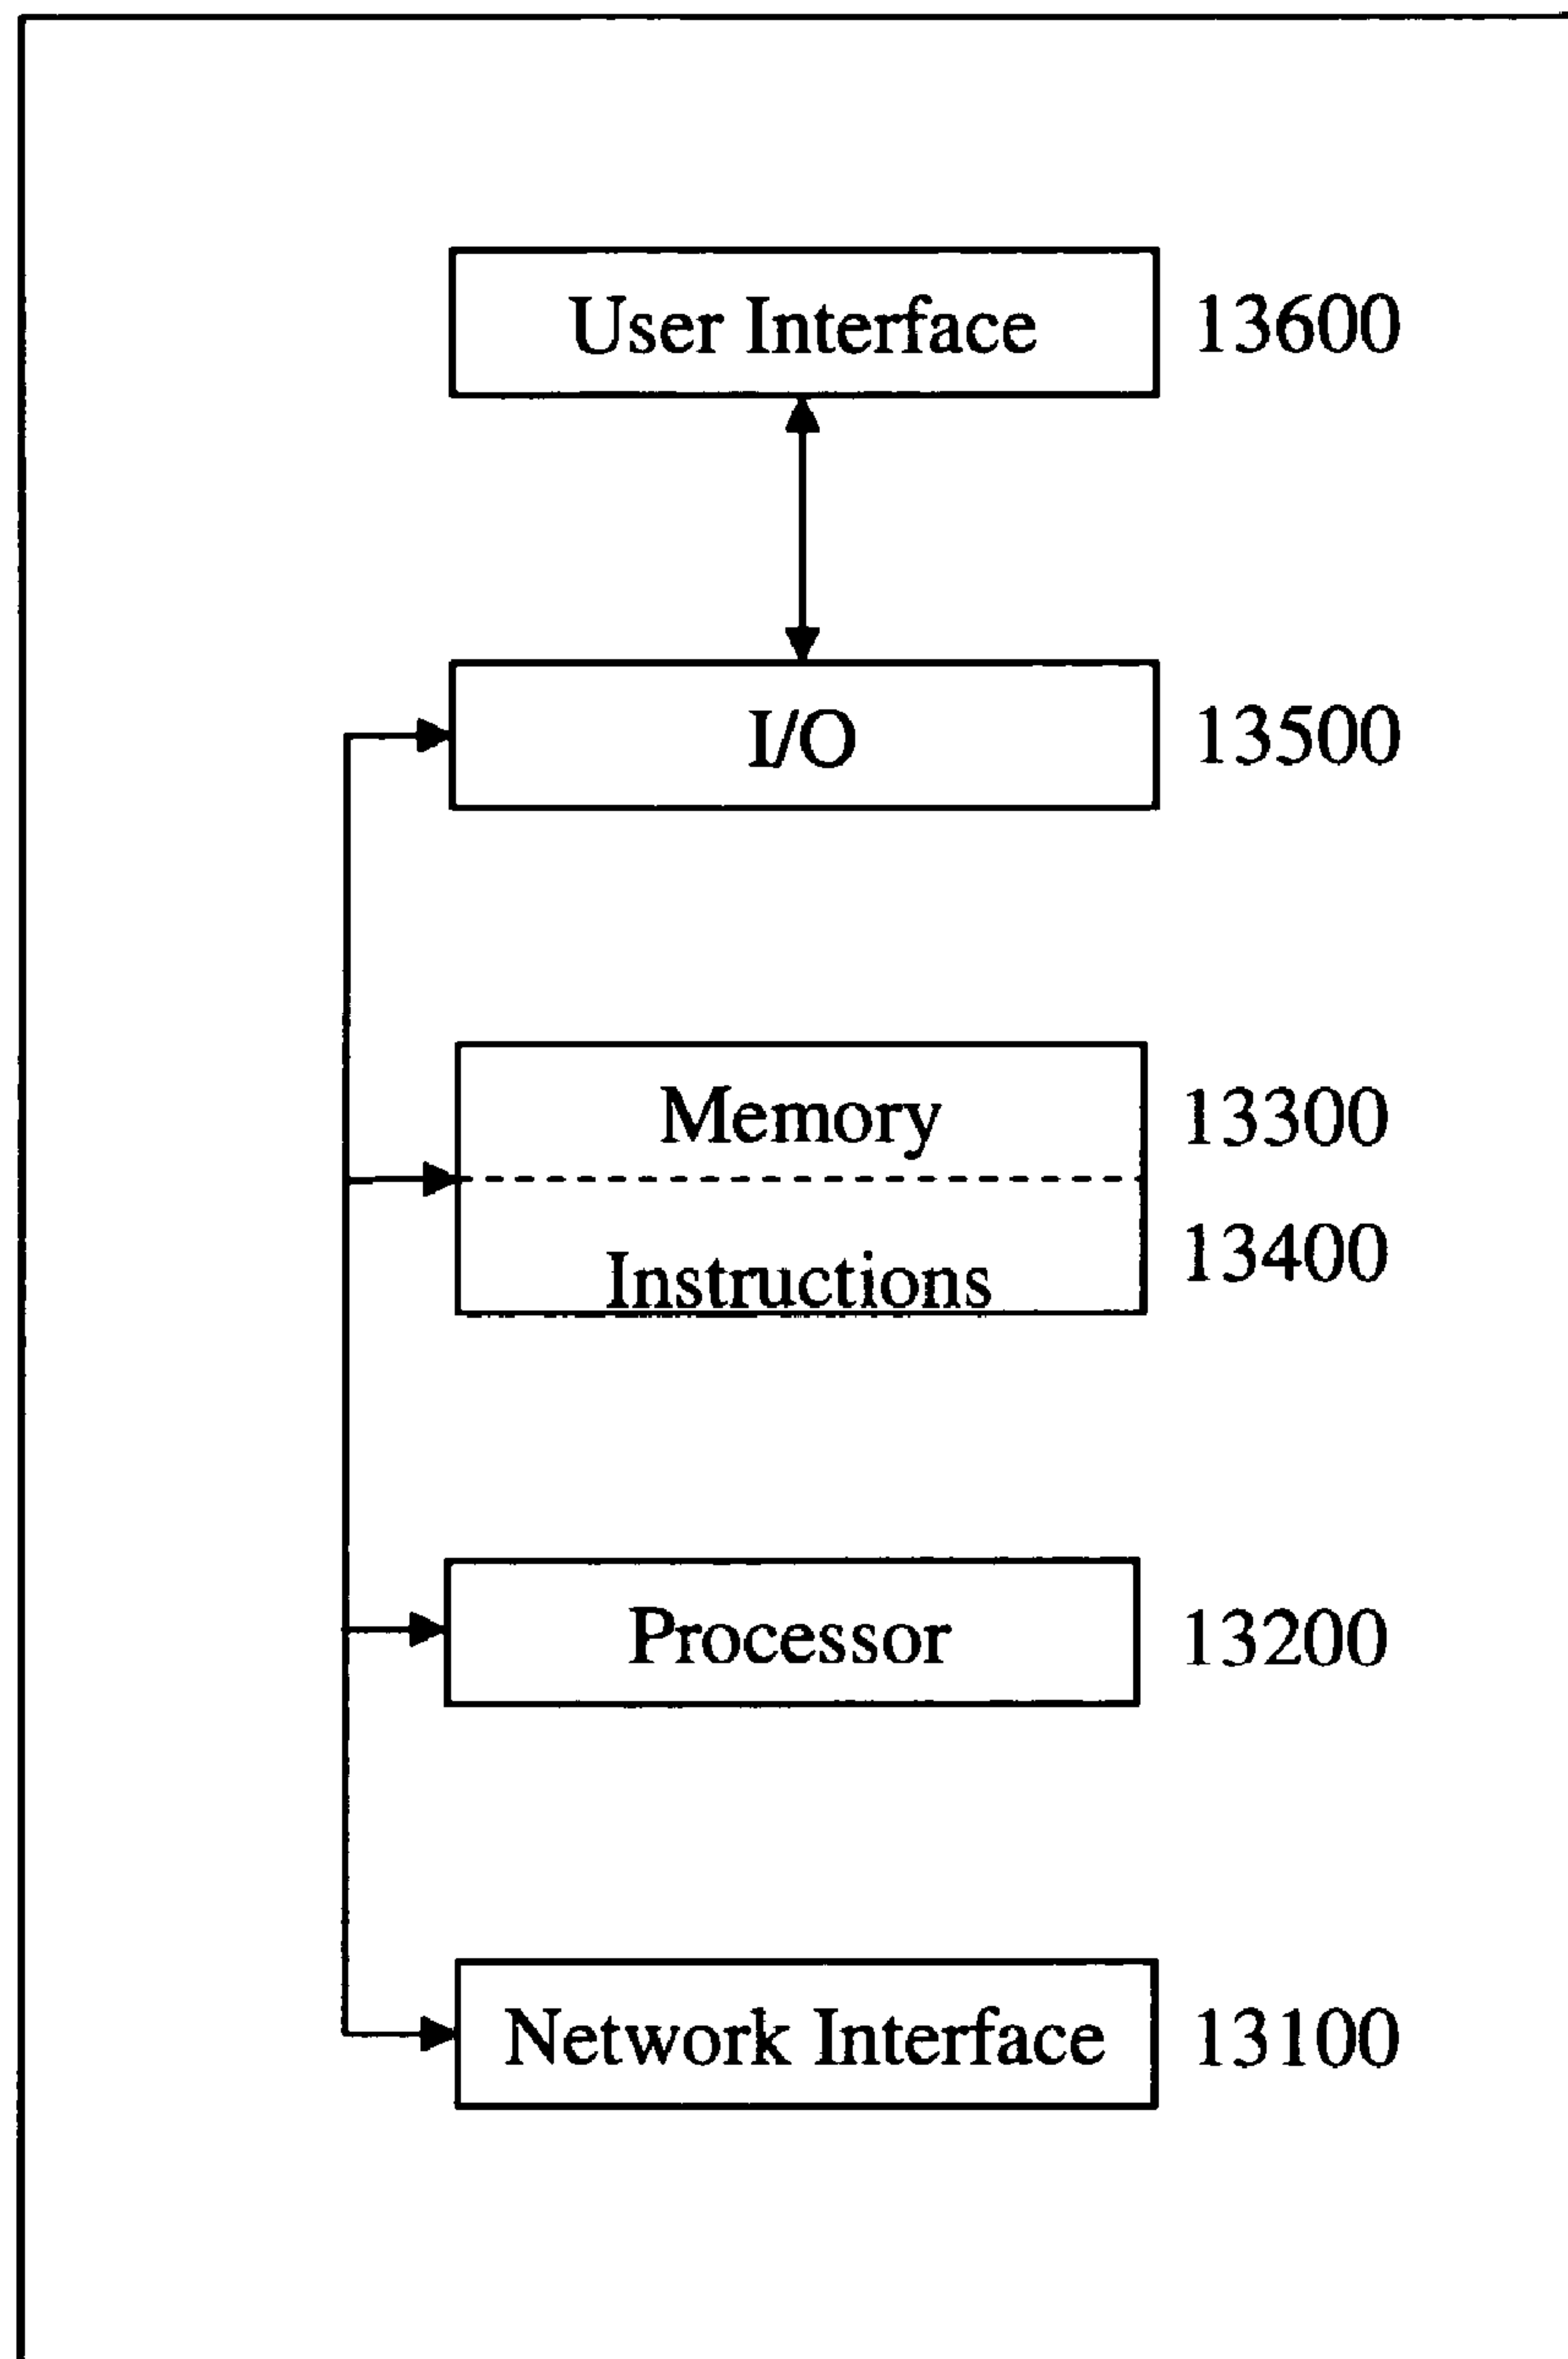 User Interface 13600
I/O 13500
Memory 13300
Instructions 13400
Processor 13200
Network Interface 13100